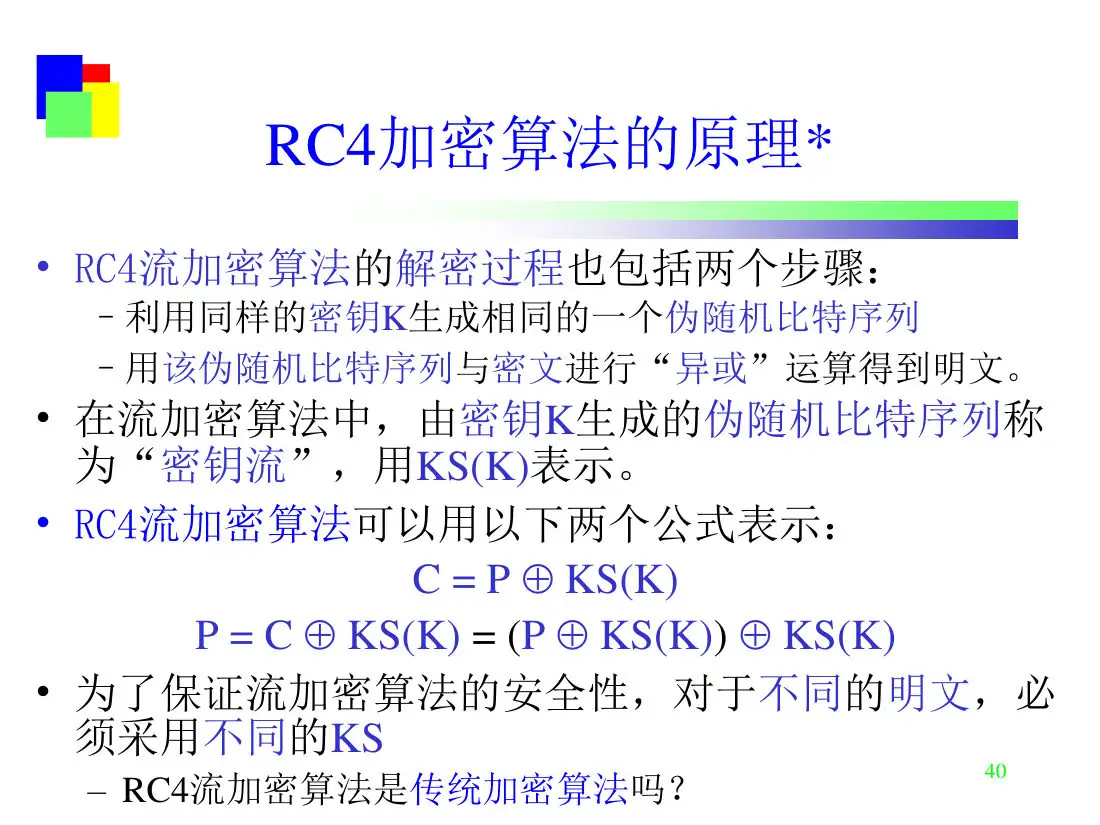 RC4加密算法的原理*
• RC4流加密算法的解密过程也包括两个步骤：
– 利用同样的密钥K生成相同的一个伪随机比特序列
– 用该伪随机比特序列与密文进行“异或”运算得到明文。
• 在流加密算法中，由密钥K生成的伪随机比特序列称
为“密钥流”，用KS(K)表示。
• RC4流加密算法可以用以下两个公式表示：
C = P ⊕ KS(K)
P = C ⊕ KS(K) = (P ⊕ KS(K)) ⊕ KS(K)
• 为了保证流加密算法的安全性，对于不同的明文，必
须采用不同的KS
– RC4流加密算法是传统加密算法吗？
40